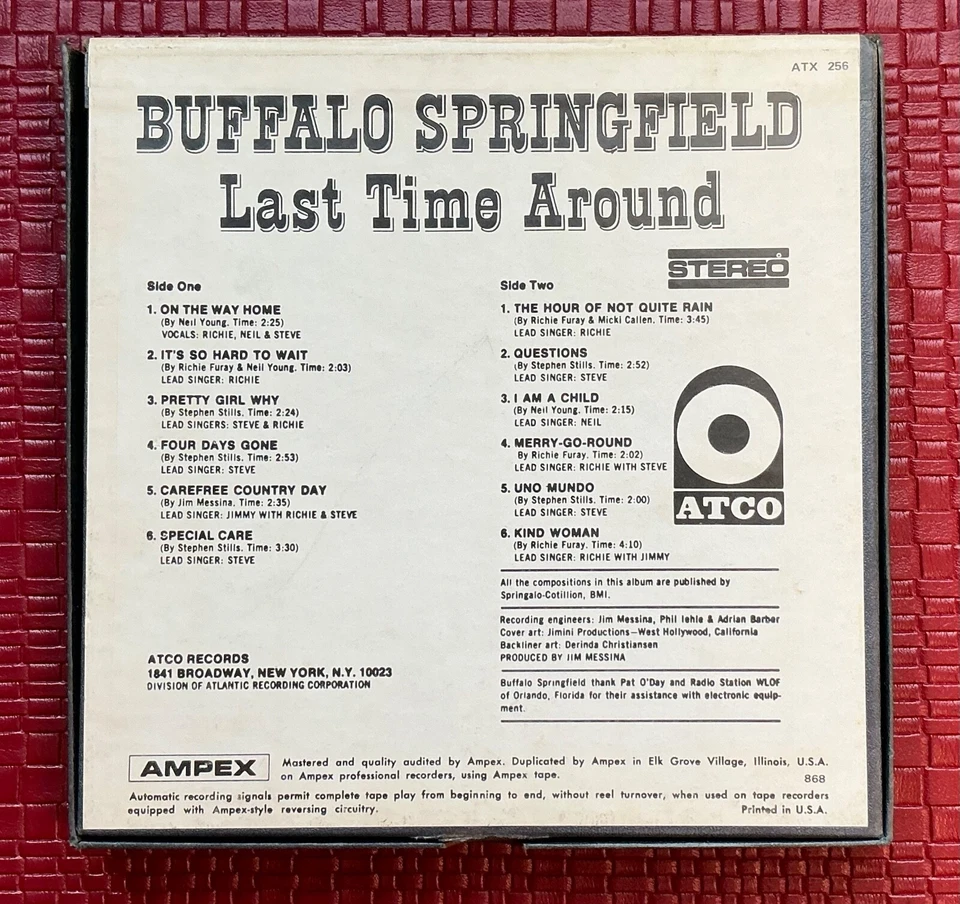 ATX 256
BUFFALO SPRINGFIELD
Last Time Around
STEREO
Side One
1. ON THE WAY HOME
(By Neil Young. Time: 2:25)
VOCALS: RICHIE, NEIL & STEVE
2. IT'S SO HARD TO WAIT
(By Richie Furay & Neil Young. Time: 2:03)
LEAD SINGER: RICHIE
3. PRETTY GIRL WHY
(By Stephen Stills. Time: 2:24)
LEAD SINGERS: STEVE & RICHIE
4. FOUR DAYS GONE
(By Stephen Stills. Time: 2:53)
LEAD SINGER: STEVE
5. CAREFREE COUNTRY DAY
(By Jim Messina. Time: 2:35)
LEAD SINGER: JIMMY WITH RICHIE & STEVE
6. SPECIAL CARE
(By Stephen Stills. Time: 3:30)
LEAD SINGER: STEVE
ATCO RECORDS
1841 BROADWAY, NEW YORK, N.Y. 10023
DIVISION OF ATLANTIC RECORDING CORPORATION
Side Two
1. THE HOUR OF NOT QUITE RAIN
(By Richie Furay & Micki Callen. Time: 3:45)
LEAD SINGER: RICHIE
2. QUESTIONS
(By Stephen Stills. Time: 2:52)
LEAD SINGER: STEVE
3. I AM A CHILD
(By Neil Young. Time: 2:15)
LEAD SINGER: NEIL
4. MERRY-GO-ROUND
By Richie Furay. Time: 2:02)
LEAD SINGER: RICHIE WITH STEVE
5. UNO MUNDO
(By Stephen Stills. Time: 2:00)
LEAD SINGER: STEVE
6. KIND WOMAN
(By Richie Furay. Time: 4:10)
LEAD SINGER: RICHIE WITH JIMMY
ATCO
All the compositions in this album are published by
Springalo-Cotillion, BMI.
Recording engineers: Jim Messina, Phil Iehle & Adrian Barber
Cover art: Jimini Productions—West Hollywood, California
Backliner art: Derinda Christiansen
PRODUCED BY JIM MESSINA
Buffalo Springfield thank Pat O'Day and Radio Station WLOF
of Orlando, Florida for their assistance with electronic equip-
ment.
AMPEX
Mastered and quality audited by Ampex. Duplicated by Ampex in Elk Grove Village, Illinois, U.S.A.
on Ampex professional recorders, using Ampex tape.
868
Automatic recording signals permit complete tape play from beginning to end, without reel turnover, when used on tape recorders
equipped with Ampex-style reversing circuitry.
Printed in U.S.A.